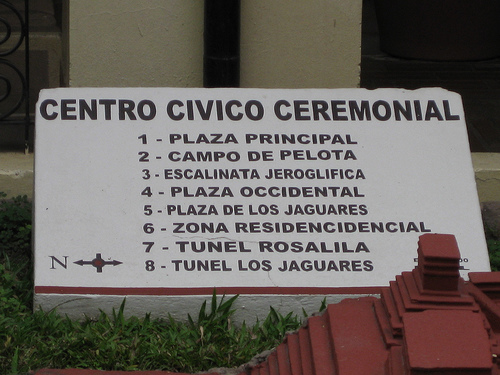 CENTRO CIVICO CEREMONIAL
1 - PLAZA PRINCIPAL
2 - CAMPO DE PELOTA
3 - ESCALINATA JEROGLIFICA
4 - PLAZA OCCIDENTAL
5 - PLAZA DE LOS JAGUARES
6 - ZONA RESIDENCIDENCIAL
7 - TUNEL ROSALILA
N 8 - TUNEL LOS JAGUARES